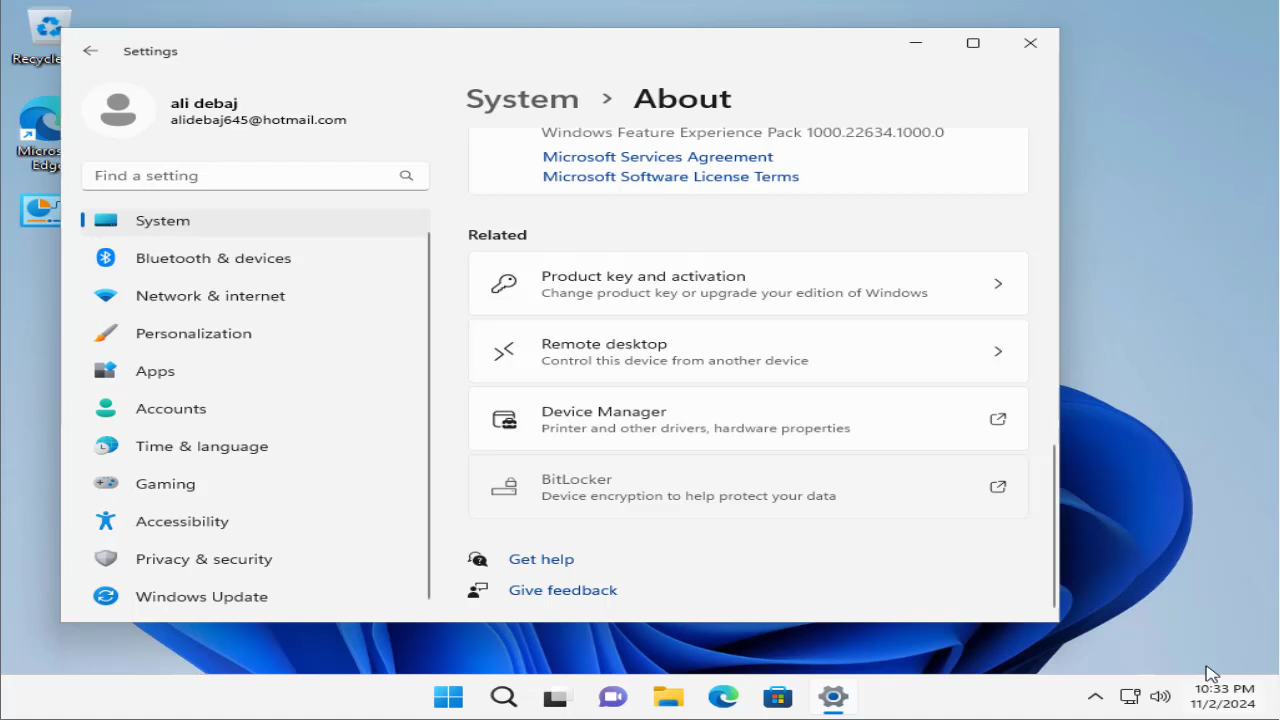 Recycle
Micros
Edge
Settings
ali debaj
alidebaj645@hotmail.com
Find a setting
System
Bluetooth & devices
Network & internet
Personalization
Apps
Accounts
Time & language
Gaming
Accessibility
Privacy & security
Windows Update
System > About
Windows Feature Experience Pack 1000.22634.1000.0
Microsoft Services Agreement
Microsoft Software License Terms
Related
Product key and activation
Change product key or upgrade your edition of Windows
Remote desktop
Control this device from another device
Device Manager
Printer and other drivers, hardware properties
BitLocker
Device encryption to help protect your data
Get help
Give feedback
10:33 PM
11/2/2024